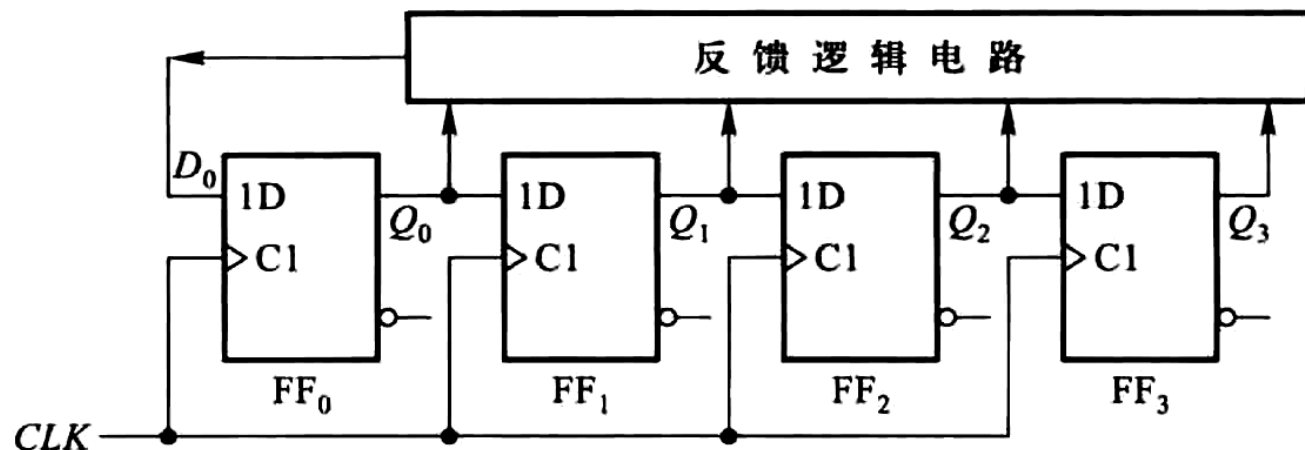 反馈逻辑电路
D₀ 1D Q₀ 1D Q₁ 1D Q₂ 1D Q₃
C1 C1 C1 C1
FF₀ FF₁ FF₂ FF₃
CLK